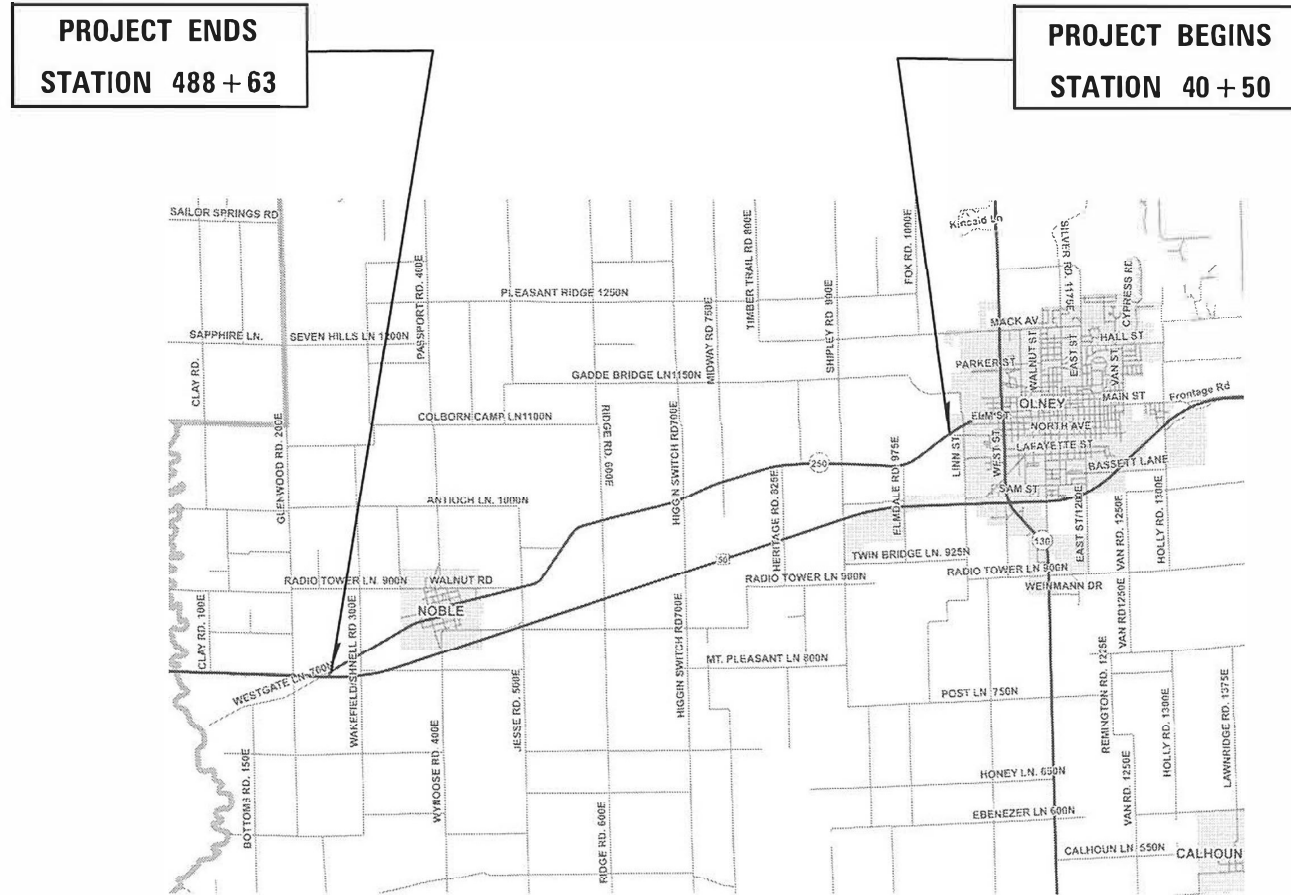 PROJECT ENDS
STATION 488+63
PROJECT BEGINS
STATION 40+50
SAILOR SPRINGS RD
Kincaid Ln
SILVER RD. 1175E
TIMBER TRAIL RD 800E
FOX RD. 1000E
PASSPORT RD. 400E
PLEASANT RIDGE 1250N
SHIPLEY RD 900E
CYPRESS RD
MIDWAY RD 750E
SAPPHIRE LN.
SEVEN HILLS LN 1200N
MACK AV
WALNUT ST
EAST ST
HALL ST
PARKER ST
VAN ST
CLAY RD.
GADDE BRIDGE LN1150N
OLNEY
MAIN ST
Frontage Rd
COLBORN CAMP LN1100N
RIDGE RD. 600E
HIGGIN SWITCH RD700E
ELM ST
NORTH AVE
GLENWOOD RD. 200E
LINN ST
WEST ST
LAFAYETTE ST
BASSETT LANE
250
ELMDALE RD 975E
HERITAGE RD. 825E
SAM ST
ANTIOCH LN. 1000N
EAST ST/1200E
VAN RD. 1250E
HOLLY RD. 1300E
130
50
TWIN BRIDGE LN. 925N
RADIO TOWER LN. 900N
WALNUT RD
RADIO TOWER LN 900N
RADIO TOWER LN 900N
WEINMANN DR
NOBLE
CLAY RD. 100E
WAKEFIELD/SHNELL RD 300E
HIGGIN SWITCH RD700E
VAN RD1250E
MT. PLEASANT LN 800N
WESTGATE LN 700N
JESSE RD. 500E
POST LN. 750N
REMINGTON RD. 1225E
HOLLY RD. 1300E
LAWNRIDGE RD. 1375E
BOTTOMS RD. 150E
WYNOOSE RD. 400E
VAN RD. 1250E
HONEY LN. 650N
RIDGE RD. 600E
EBENEZER LN 600N
CALHOUN LN. 550N
CALHOUN